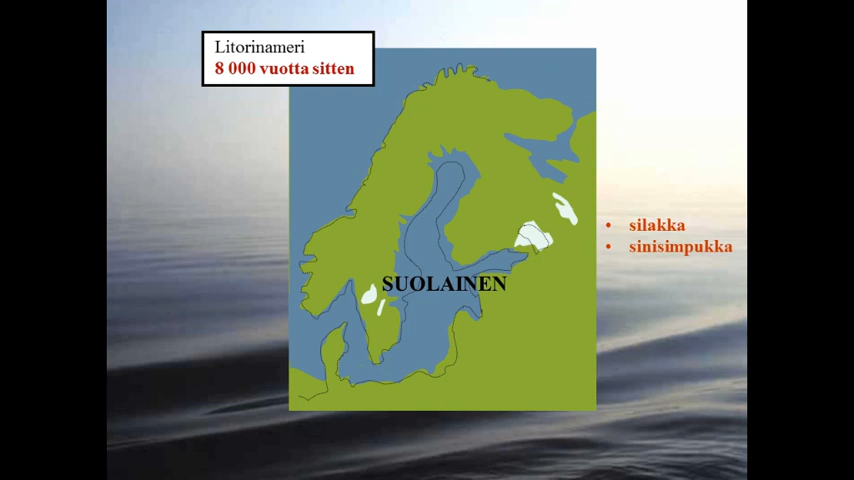 Litorinameri
8 000 vuotta sitten
• silakka
• sinisimpukka
SUOLAINEN